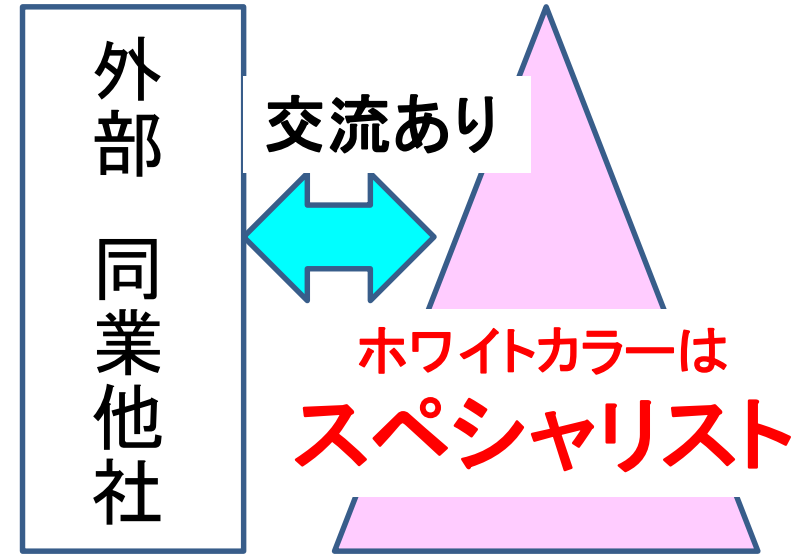 外部 同業他社
交流あり
ホワイトカラーは
スペシャリスト